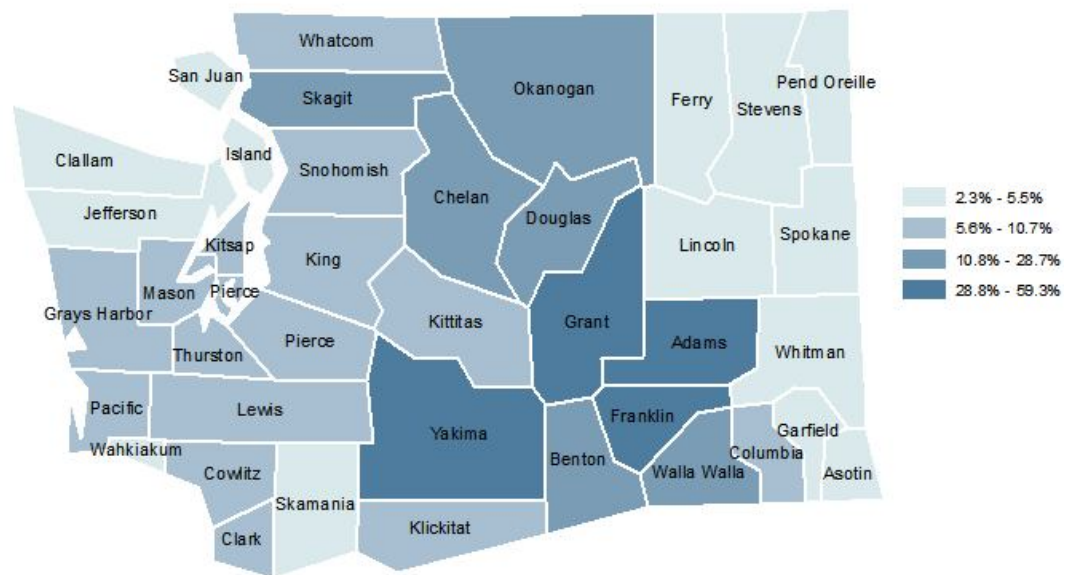 Whatcom
San Juan
Skagit
Okanogan
Ferry
Stevens
Pend Oreille
Clallam
Island
Snohomish
Chelan
Douglas
Jefferson
Kitsap
King
Lincoln
Spokane
Mason
Pierce
Grays Harbor
Thurston
Pierce
Kittitas
Grant
Adams
Whitman
Pacific
Lewis
Yakima
Franklin
Garfield
Wahkiakum
Cowlitz
Skamania
Benton
Walla Walla
Columbia
Asotin
Clark
Klickitat
2.3% - 5.5%
5.6% - 10.7%
10.8% - 28.7%
28.8% - 59.3%